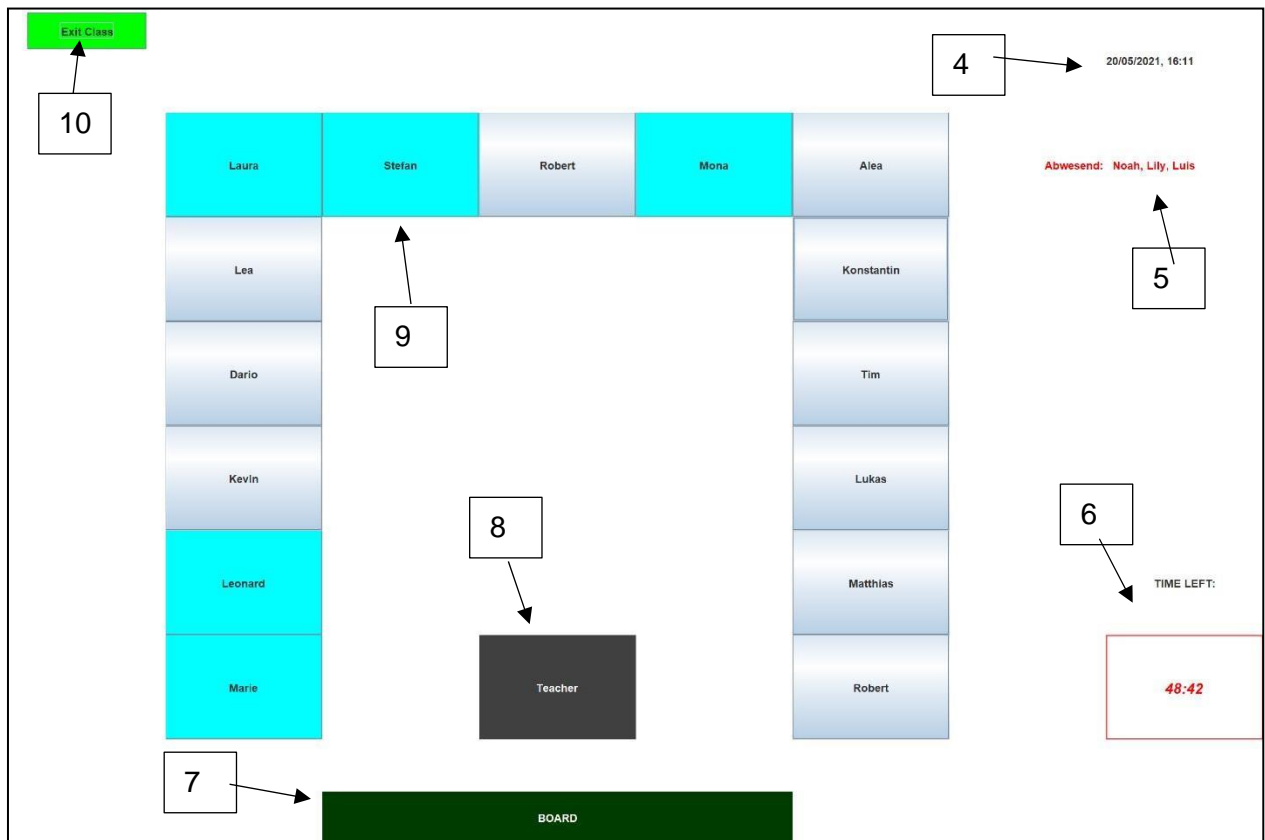 Exit Class
4
20/05/2021, 16:11
10
Laura
Stefan
Robert
Mona
Alea
Abwesend: Noah, Lily, Luis
Lea
Konstantin
5
9
Dario
Tim
Kevin
Lukas
8
6
Leonard
Matthias
TIME LEFT:
Marie
Teacher
Robert
48:42
7
BOARD